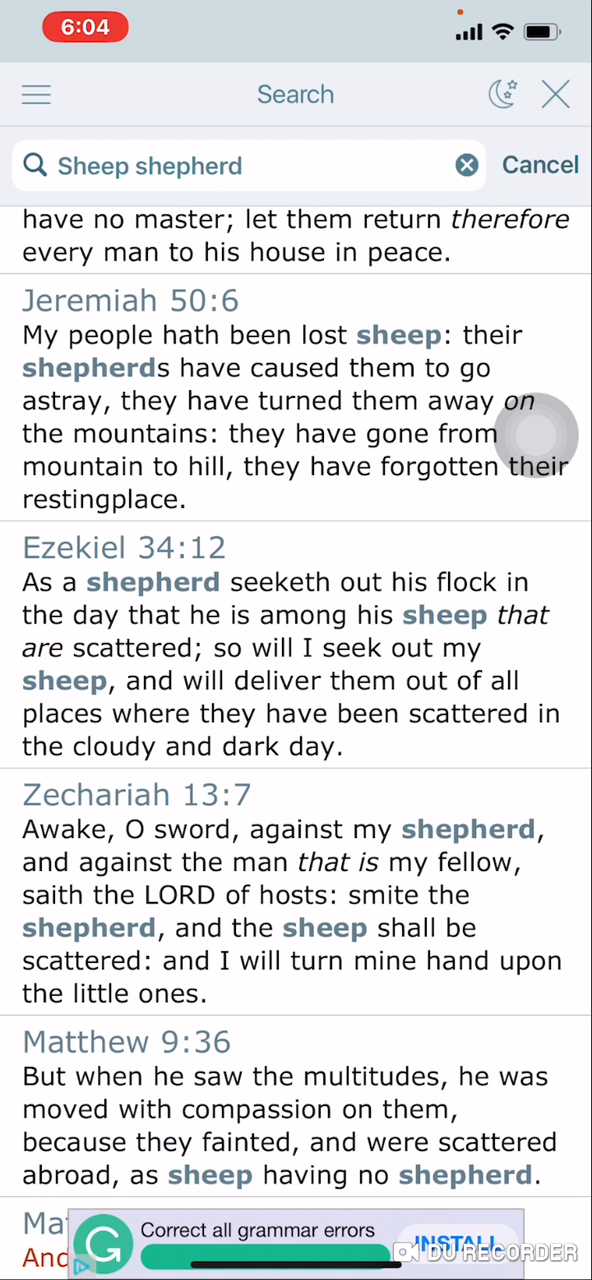 6:04
Search
Sheep shepherd
Cancel
have no master; let them return therefore
every man to his house in peace.
Jeremiah 50:6
My people hath been lost sheep: their
shepherds have caused them to go
astray, they have turned them away on
the mountains: they have gone from
mountain to hill, they have forgotten their
restingplace.
Ezekiel 34:12
As a shepherd seeketh out his flock in
the day that he is among his sheep that
are scattered; so will I seek out my
sheep, and will deliver them out of all
places where they have been scattered in
the cloudy and dark day.
Zechariah 13:7
Awake, O sword, against my shepherd,
and against the man that is my fellow,
saith the LORD of hosts: smite the
shepherd, and the sheep shall be
scattered: and I will turn mine hand upon
the little ones.
Matthew 9:36
But when he saw the multitudes, he was
moved with compassion on them,
because they fainted, and were scattered
abroad, as sheep having no shepherd.
Correct all grammar errors
INSTALL
DU RECORDER
And